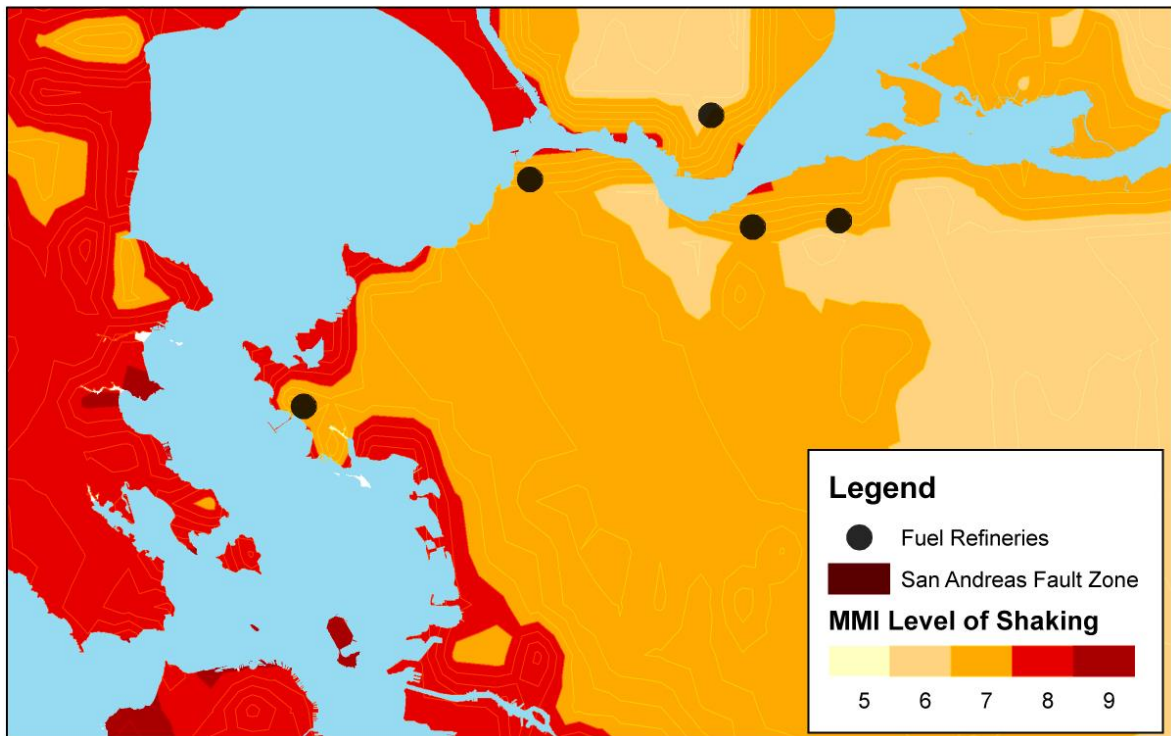 Legend
Fuel Refineries
San Andreas Fault Zone
MMI Level of Shaking
5 6 7 8 9